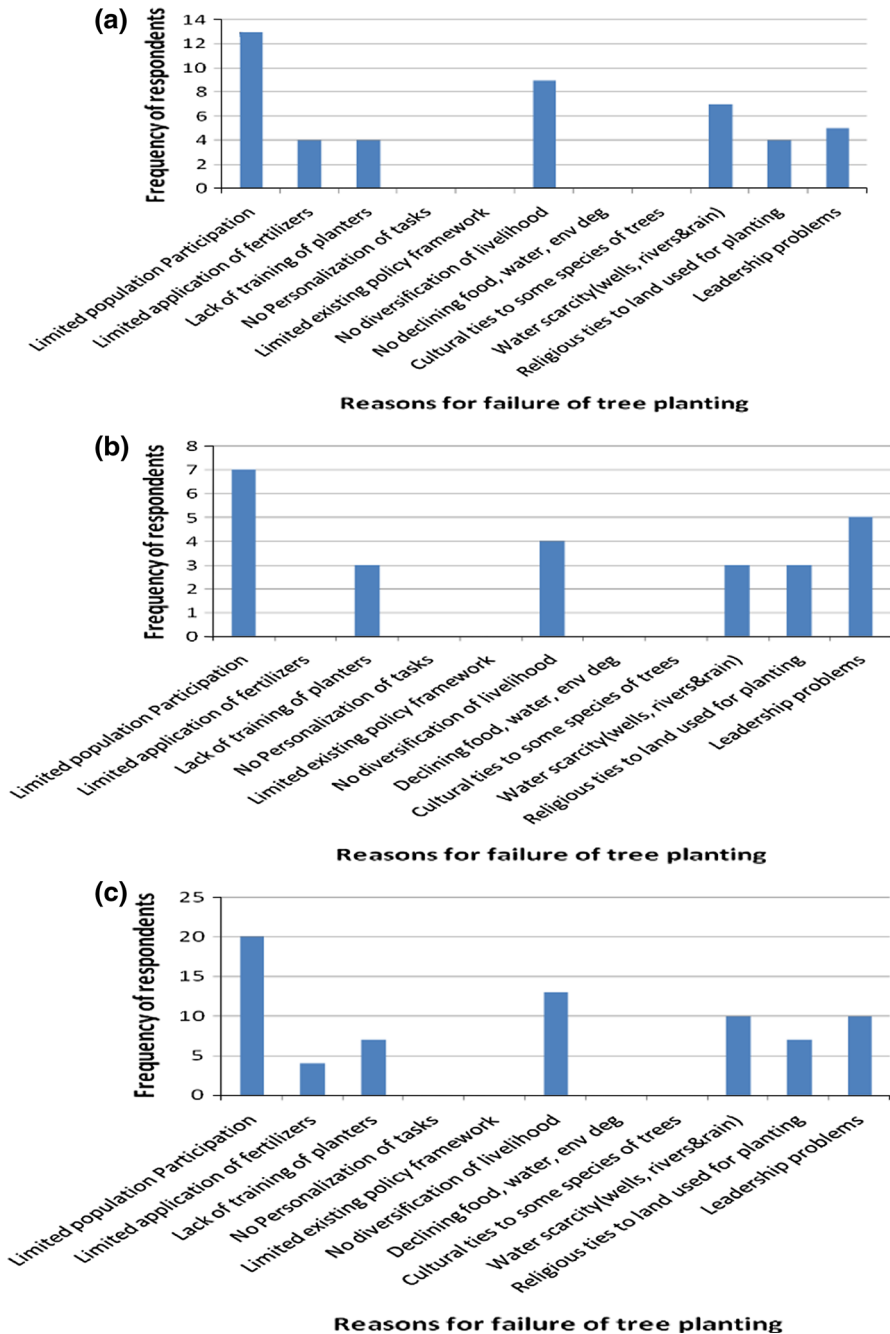 (a)
Frequency of respondents
14
12
10
8
6
4
2
0
Limited population Participation
Limited application of fertilizers
Lack of training of planters
No Personalization of tasks
Limited existing policy framework
No diversification of livelihood
No declining food, water, env deg
Cultural ties to some species of trees
Water scarcity(wells, rivers&rain)
Religious ties to land used for planting
Leadership problems
Reasons for failure of tree planting
(b)
Frequency of respondents
8
7
6
5
4
3
2
1
0
Limited population Participation
Limited application of fertilizers
Lack of training of planters
No Personalization of tasks
Limited existing policy framework
No diversification of livelihood
Declining food, water, env deg
Cultural ties to some species of trees
Water scarcity(wells, rivers&rain)
Religious ties to land used for planting
Leadership problems
Reasons for failure of tree planting
(c)
Frequency of respondents
25
20
15
10
5
0
Limited population Participation
Limited application of fertilizers
Lack of training of planters
No Personalization of tasks
Limited existing policy framework
No diversification of livelihood
Declining food, water, env deg
Cultural ties to some species of trees
Water scarcity(wells, rivers&rain)
Religious ties to land used for planting
Leadership problems
Reasons for failure of tree planting